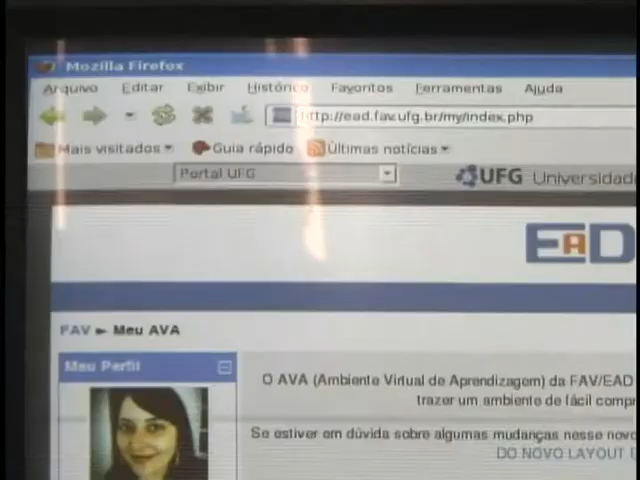 Mozilla Firefox
Arquivo Editar Exibir Histórico Favoritos Ferramentas Ajuda
http://ead.fav.ufg.br/my/index.php
Mais visitados Guia rápido Últimas notícias
Portal UFG UFG Universidad
EAD
FAV ► Meu AVA
Meu Perfil
O AVA (Ambiente Virtual de Aprendizagem) da FAV/EAD
trazer um ambiente de fácil compr
Se estiver em dúvida sobre algumas mudanças nesse novo
DO NOVO LAYOUT